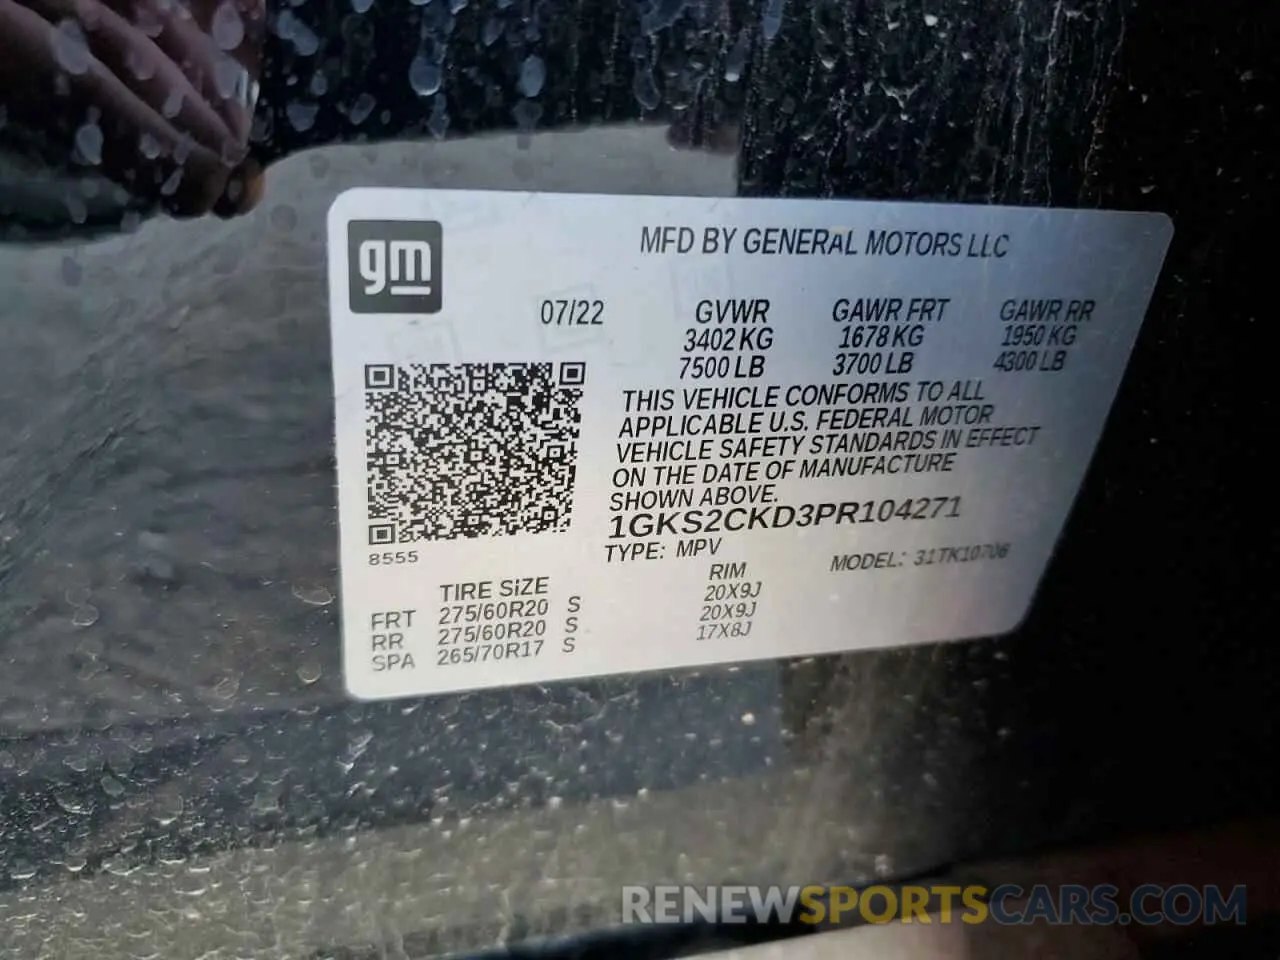 gm
MFD BY GENERAL MOTORS LLC
07/22 GVWR GAWR FRT GAWR RR
3402 KG 1678 KG 1950 KG
7500 LB 3700 LB 4300 LB
THIS VEHICLE CONFORMS TO ALL
APPLICABLE U.S. FEDERAL MOTOR
VEHICLE SAFETY STANDARDS IN EFFECT
ON THE DATE OF MANUFACTURE
SHOWN ABOVE.
1GKS2CKD3PR104271
8555
TYPE: MPV MODEL: 31TK10706
TIRE SIZE RIM
FRT 275/60R20 S 20X9J
RR 275/60R20 S 20X9J
SPA 265/70R17 S 17X8J
RENEWSPORTSCARS.COM